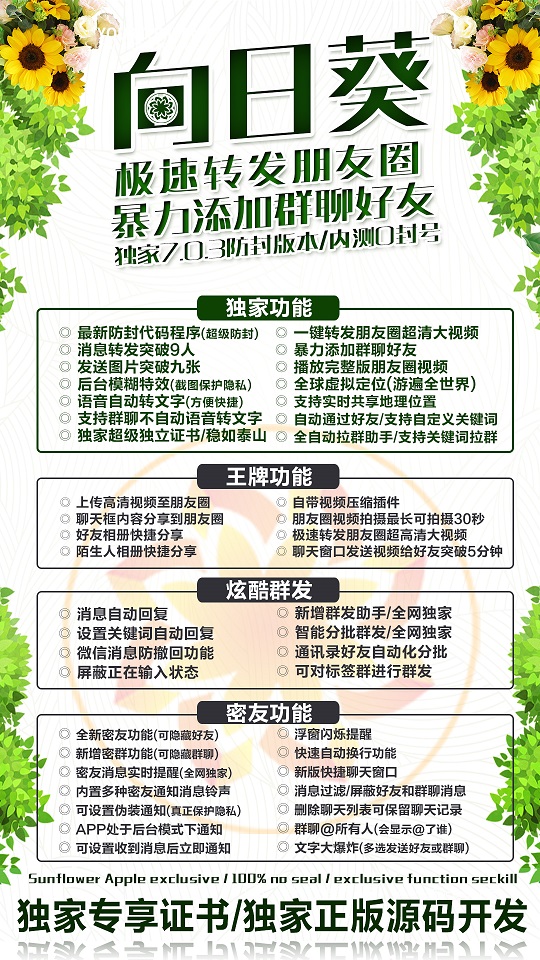 向日葵
极速转发朋友圈
暴力添加群聊好友
独家7.0.3防封版本/内测0封号
独家功能
◎ 最新防封代码程序(超级防封)
◎ 消息转发突破9人
◎ 发送图片突破九张
◎ 后台模糊特效(截图保护隐私)
◎ 语音自动转文字(方便快捷)
◎ 支持群聊不自动语音转文字
◎ 独家超级独立证书/稳如泰山
◎ 一键转发朋友圈超清大视频
◎ 暴力添加群聊好友
◎ 播放完整版朋友圈视频
◎ 全球虚拟定位(游遍全世界)
◎ 支持实时共享地理位置
◎ 自动通过好友/支持自定义关键词
◎ 全自动拉群助手/支持关键词拉群
王牌功能
◎ 上传高清视频至朋友圈
◎ 聊天框内容分享到朋友圈
◎ 好友相册快捷分享
◎ 陌生人相册快捷分享
◎ 自带视频压缩插件
◎ 朋友圈视频拍摄最长可拍摄30秒
◎ 极速转发朋友圈超高清大视频
◎ 聊天窗口发送视频给好友突破5分钟
炫酷群发
◎ 消息自动回复
◎ 设置关键词自动回复
◎ 微信消息防撤回功能
◎ 屏蔽正在输入状态
◎ 新增群发助手/全网独家
◎ 智能分批群发/全网独家
◎ 通讯录好友自动化分批
◎ 可对标签群进行群发
密友功能
◎ 全新密友功能(可隐藏好友)
◎ 新增密群功能(可隐藏群聊)
◎ 密友消息实时提醒(全网独家)
◎ 内置多种密友通知消息铃声
◎ 可设置伪装通知(真正保护隐私)
◎ APP处于后台模式下通知
◎ 可设置收到消息后立即通知
◎ 浮窗闪烁提醒
◎ 快速自动换行功能
◎ 新版快捷聊天窗口
◎ 消息过滤/屏蔽好友和群聊消息
◎ 删除聊天列表可保留聊天记录
◎ 群聊@所有人(会显示@了谁)
◎ 文字大爆炸(多选发送好友或群聊)
Sunflower Apple exclusive / 100% no seal / exclusive function seckill
独家专享证书/独家正版源码开发